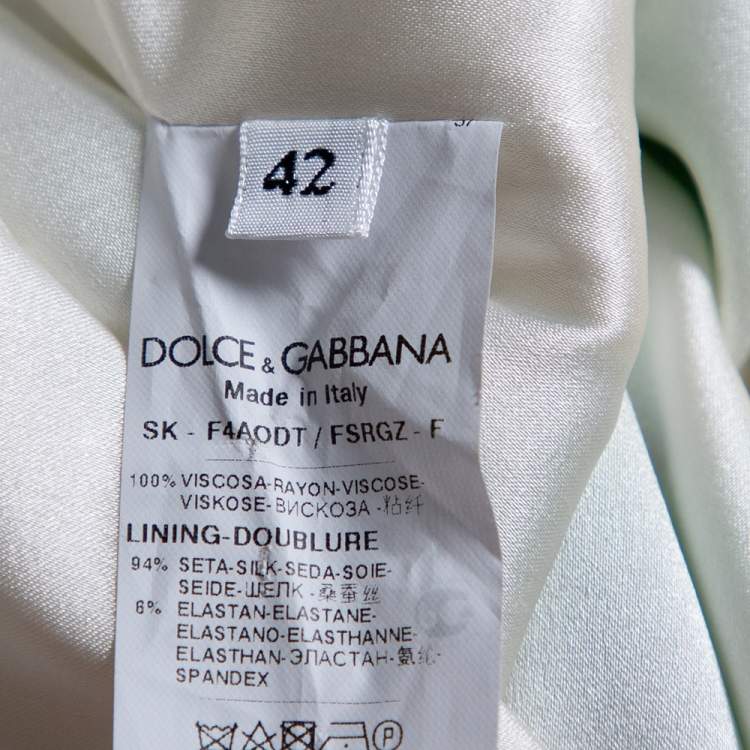 42
DOLCE & GABBANA
Made in Italy
SK - F4AODT / FSRGZ - F
100% VISCOSA-RAYON-VISCOSE-
VISKOSE-ВИСКОЗА -粘纤
LINING-DOUBLURE
94% SETA-SILK-SEDA-SOIE-
SEIDE-ШЕЛК -桑蚕丝
6% ELASTAN-ELASTANE-
ELASTANO-ELASTHANNE-
ELASTHAN-ЭЛАСТАН-氨纶-
SPANDEX
P